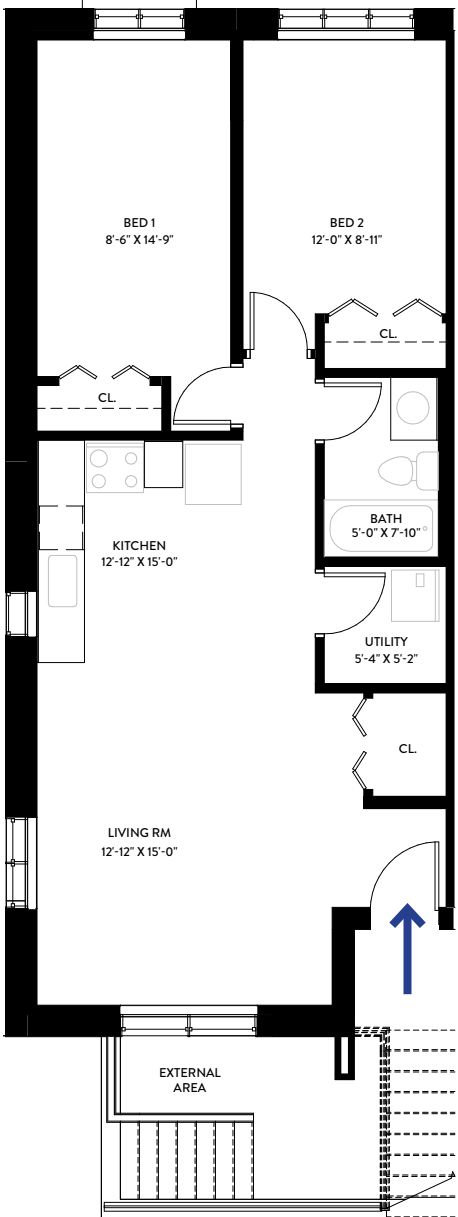 BED 1
8'-6" X 14'-9"
BED 2
12'-0" X 8'-11"
CL.
CL.
BATH
5'-0" X 7'-10"
KITCHEN
12'-12" X 15'-0"
UTILITY
5'-4" X 5'-2"
CL.
LIVING RM
12'-12" X 15'-0"
EXTERNAL
AREA